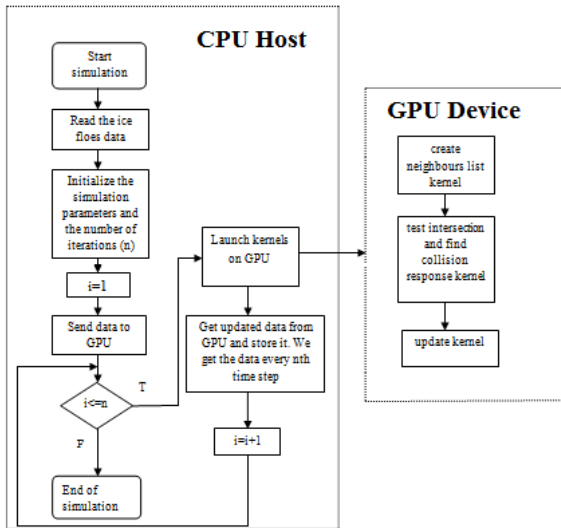 CPU Host
Start
simulation
Read the ice
floes data
Initialize the
simulation
parameters and
the number of
iterations (n)
i=1
Send data to
GPU
i<=n
T
F
End of
simulation
Launch kernels
on GPU
Get updated data from
GPU and store it. We
get the data every nth
time step
i=i+1
GPU Device
create
neighbours list
kernel
test intersection
and find
collision
response kernel
update kernel